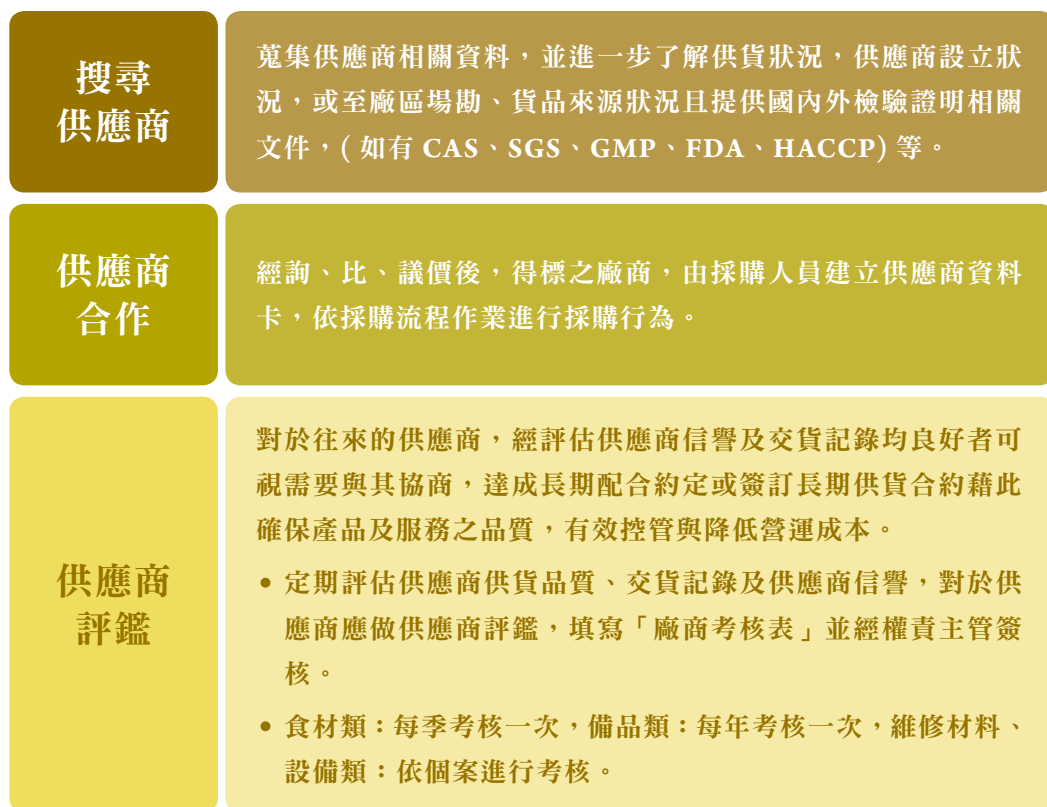 搜尋
供應商
蒐集供應商相關資料，並進一步了解供貨狀況，供應商設立狀
況，或至廠區場勘、貨品來源狀況且提供國內外檢驗證明相關
文件，( 如有 CAS、SGS、GMP、FDA、HACCP) 等。
供應商
合作
經詢、比、議價後，得標之廠商，由採購人員建立供應商資料
卡，依採購流程作業進行採購行為。
供應商
評鑑
對於往來的供應商，經評估供應商信譽及交貨記錄均良好者可
視需要與其協商，達成長期配合約定或簽訂長期供貨合約藉此
確保產品及服務之品質，有效控管與降低營運成本。
• 定期評估供應商供貨品質、交貨記錄及供應商信譽，對於供
應商應做供應商評鑑，填寫「廠商考核表」並經權責主管簽
核。
• 食材類：每季考核一次，備品類：每年考核一次，維修材料、
設備類：依個案進行考核。